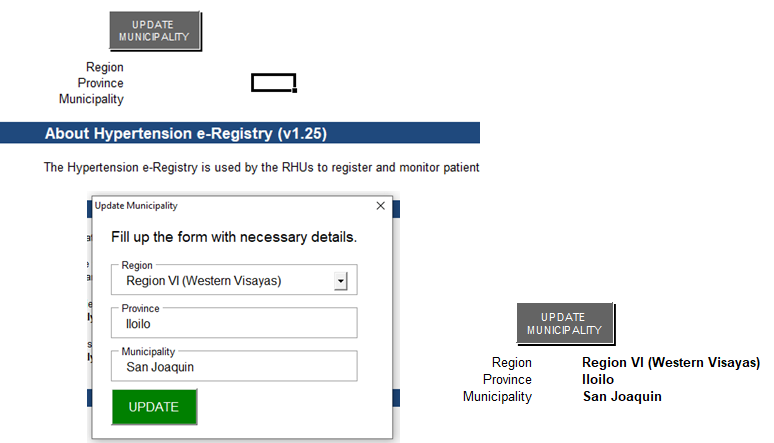 UPDATE
MUNICIPALITY
Region
Province
Municipality
About Hypertension e-Registry (v1.25)
The Hypertension e-Registry is used by the RHUs to register and monitor patient
Update Municipality
Fill up the form with necessary details.
Region
Region VI (Western Visayas)
Province
Iloilo
Municipality
San Joaquin
UPDATE
UPDATE
MUNICIPALITY
Region Region VI (Western Visayas)
Province Iloilo
Municipality San Joaquin